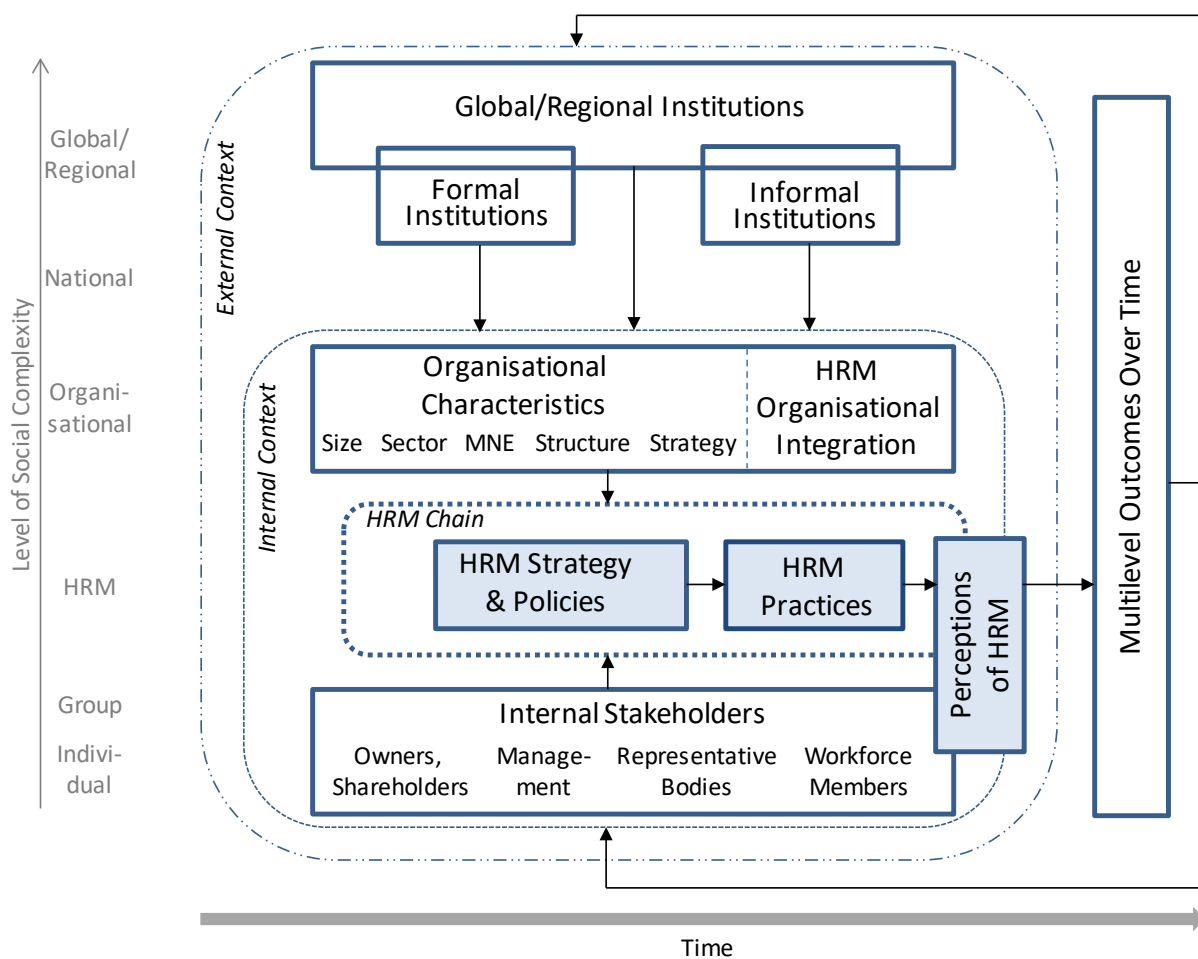 Global/Regional Institutions
Formal
Institutions
Informal
Institutions
External Context
Global/
Regional
National
Organi-
sational
HRM
Group
Indivi-
dual
Level of Social Complexity
Internal Context
Organisational
Characteristics
Size Sector MNE Structure Strategy
HRM
Organisational
Integration
HRM Chain
HRM Strategy
& Policies
HRM
Practices
Perceptions
of HRM
Internal Stakeholders
Owners,
Shareholders
Manage-
ment
Representative
Bodies
Workforce
Members
Multilevel Outcomes Over Time
Time